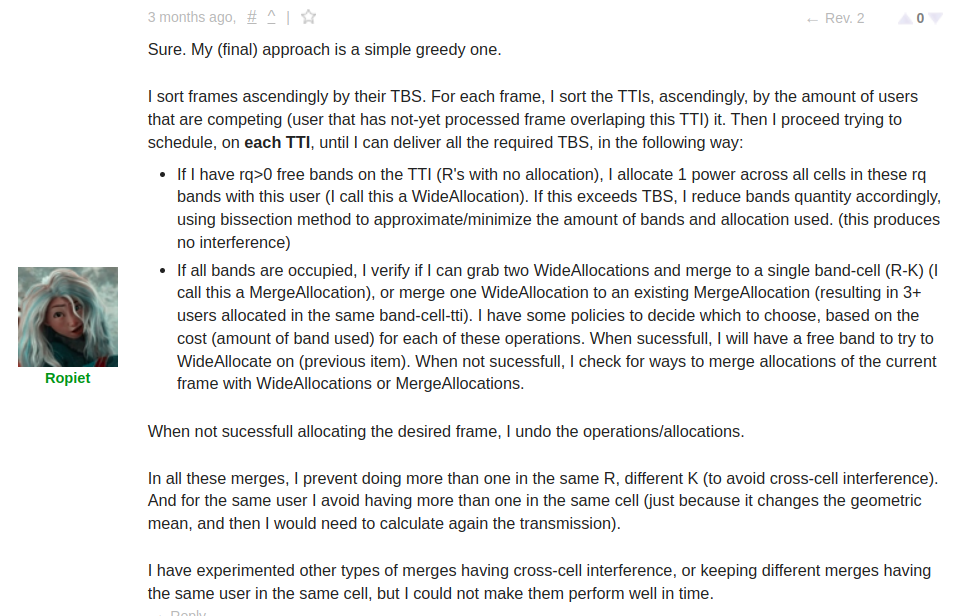 3 months ago, # ^ |
← Rev. 2 0
Sure. My (final) approach is a simple greedy one.
I sort frames ascendingly by their TBS. For each frame, I sort the TTIs, ascendingly, by the amount of users
that are competing (user that has not-yet processed frame overlaping this TTI) it. Then I proceed trying to
schedule, on each TTI, until I can deliver all the required TBS, in the following way:
• If I have rq>0 free bands on the TTI (R's with no allocation), I allocate 1 power across all cells in these rq
bands with this user (I call this a WideAllocation). If this exceeds TBS, I reduce bands quantity accordingly,
using bissection method to approximate/minimize the amount of bands and allocation used. (this produces
no interference)
• If all bands are occupied, I verify if I can grab two WideAllocations and merge to a single band-cell (R-K) (I
call this a MergeAllocation), or merge one WideAllocation to an existing MergeAllocation (resulting in 3+
users allocated in the same band-cell-tti). I have some policies to decide which to choose, based on the
cost (amount of band used) for each of these operations. When sucessfull, I will have a free band to try to
WideAllocate on (previous item). When not sucessfull, I check for ways to merge allocations of the current
frame with WideAllocations or MergeAllocations.
Ropiet
When not sucessfull allocating the desired frame, I undo the operations/allocations.
In all these merges, I prevent doing more than one in the same R, different K (to avoid cross-cell interference).
And for the same user I avoid having more than one in the same cell (just because it changes the geometric
mean, and then I would need to calculate again the transmission).
I have experimented other types of merges having cross-cell interference, or keeping different merges having
the same user in the same cell, but I could not make them perform well in time.
→ Reply